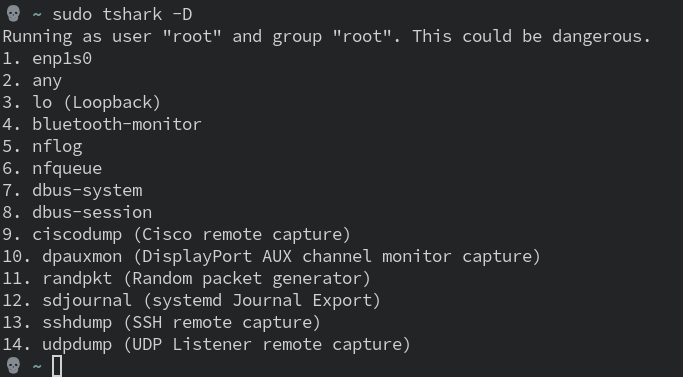 💀 ~ sudo tshark -D
Running as user "root" and group "root". This could be dangerous.
1. enp1s0
2. any
3. lo (Loopback)
4. bluetooth-monitor
5. nflog
6. nfqueue
7. dbus-system
8. dbus-session
9. ciscodump (Cisco remote capture)
10. dpauxmon (DisplayPort AUX channel monitor capture)
11. randpkt (Random packet generator)
12. sdjournal (systemd Journal Export)
13. sshdump (SSH remote capture)
14. udpdump (UDP Listener remote capture)
💀 ~